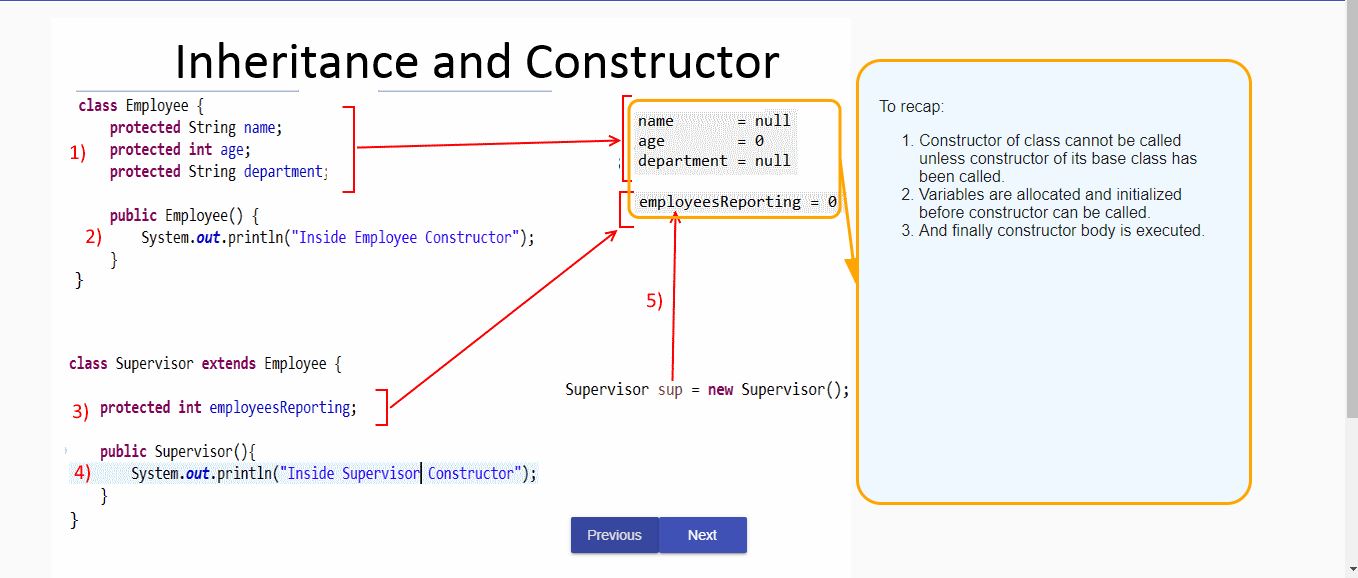 Inheritance and Constructor
class Employee {
protected String name;
1) protected int age;
protected String department;
public Employee() {
2) System.out.println("Inside Employee Constructor");
}
}
class Supervisor extends Employee {
3) protected int employeesReporting;
public Supervisor(){
4) System.out.println("Inside Supervisor Constructor");
}
}
name = null
age = 0
department = null
employeesReporting = 0
5)
Supervisor sup = new Supervisor();
To recap:
1. Constructor of class cannot be called
unless constructor of its base class has
been called.
2. Variables are allocated and initialized
before constructor can be called.
3. And finally constructor body is executed.
Previous Next